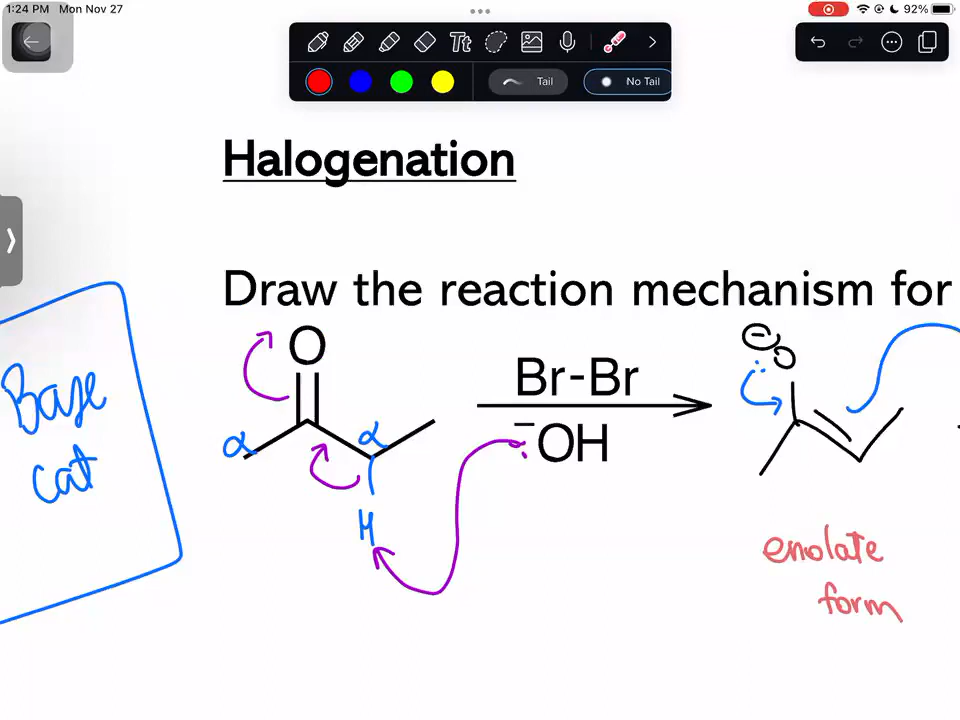 1:24 PM Mon Nov 27 92%
Tt
Tail No Tail
Halogenation
Draw the reaction mechanism for
Base
cat
O
α α
H
Br-Br
⁻OH
⊖
O
enolate
form